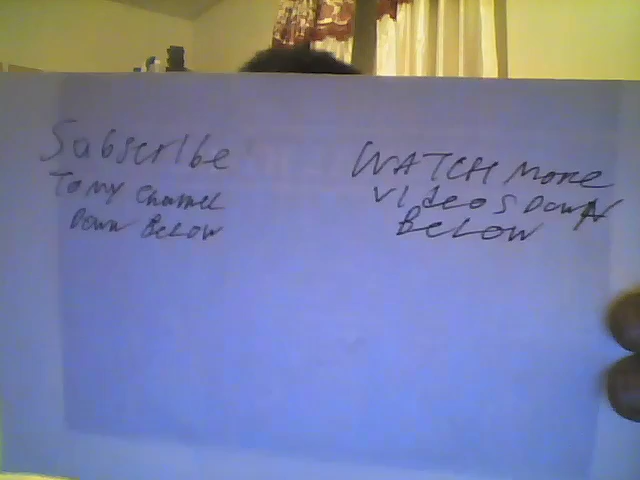 Subscribe
To my channel
Down Below
WATCH More
Videos Down
Below